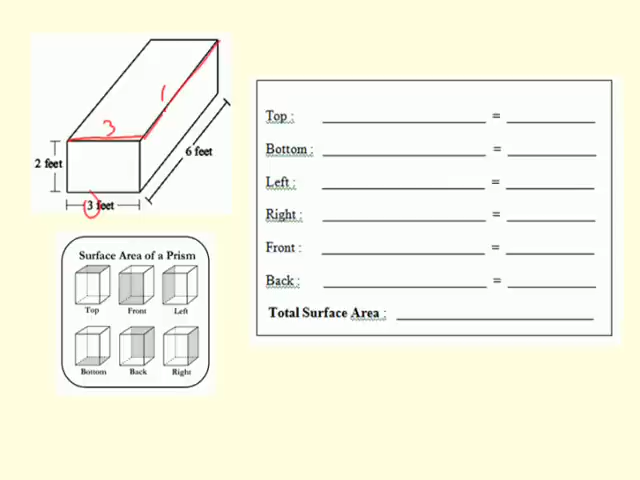 3
2 feet
6 feet
3 feet
Surface Area of a Prism
Top Front Left
Bottom Back Right
Top : =
Bottom : =
Left : =
Right : =
Front : =
Back : =
Total Surface Area :